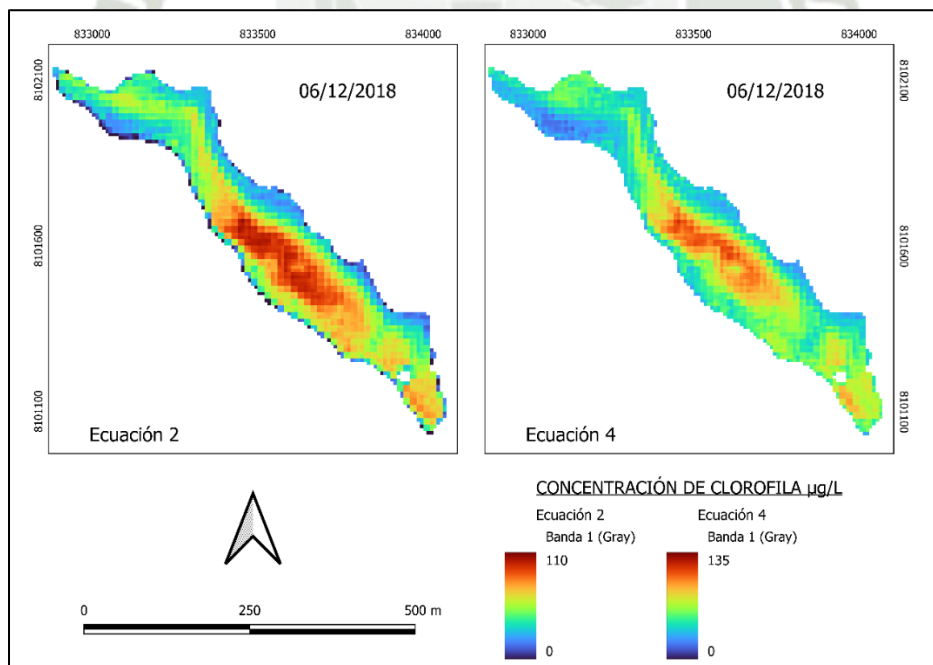 833000 833500 834000
833000 833500 834000
8102100
8101600
8101100
06/12/2018
Ecuación 2
06/12/2018
Ecuación 4
8102100
8101600
8101100
CONCENTRACIÓN DE CLOROFILA µg/L
Ecuación 2 Ecuación 4
Banda 1 (Gray) Banda 1 (Gray)
110 135
0 0
0 250 500 m